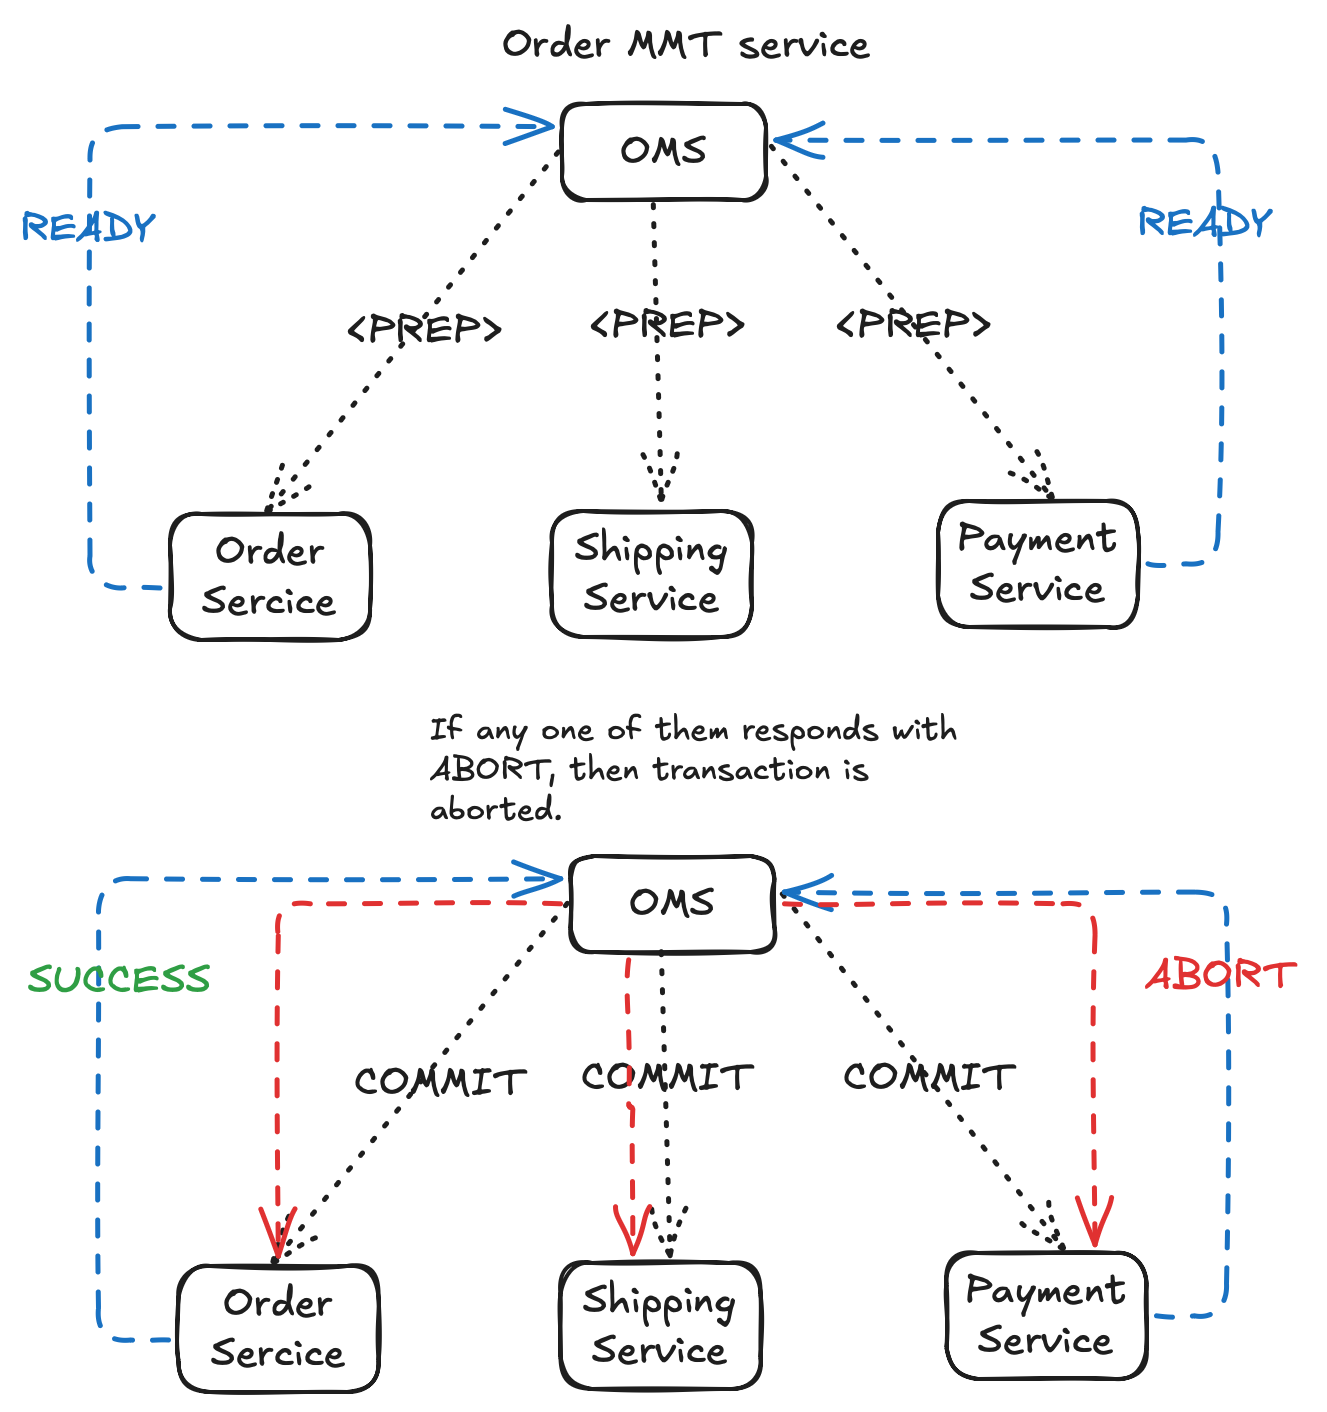 Order MMT service
OMS
READY
READY
<PREP>
<PREP>
<PREP>
Order
Sercice
Shipping
Service
Payment
Service
If any one of them responds with
ABORT, then transaction is
aborted.
OMS
SUCCESS
ABORT
COMMIT
COMMIT
COMMIT
Order
Sercice
Shipping
Service
Payment
Service